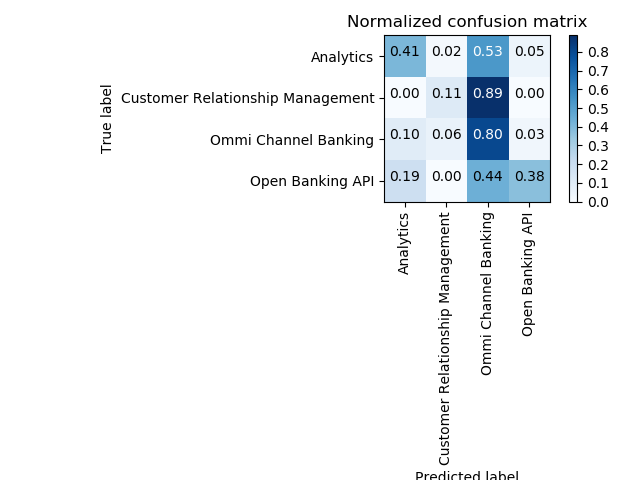 Normalized confusion matrix
True label
Analytics 0.41 0.02 0.53 0.05
Customer Relationship Management 0.00 0.11 0.89 0.00
Ommi Channel Banking 0.10 0.06 0.80 0.03
Open Banking API 0.19 0.00 0.44 0.38
0.8
0.7
0.6
0.5
0.4
0.3
0.2
0.1
0.0
Analytics
Customer Relationship Management
Ommi Channel Banking
Open Banking API
Predicted label